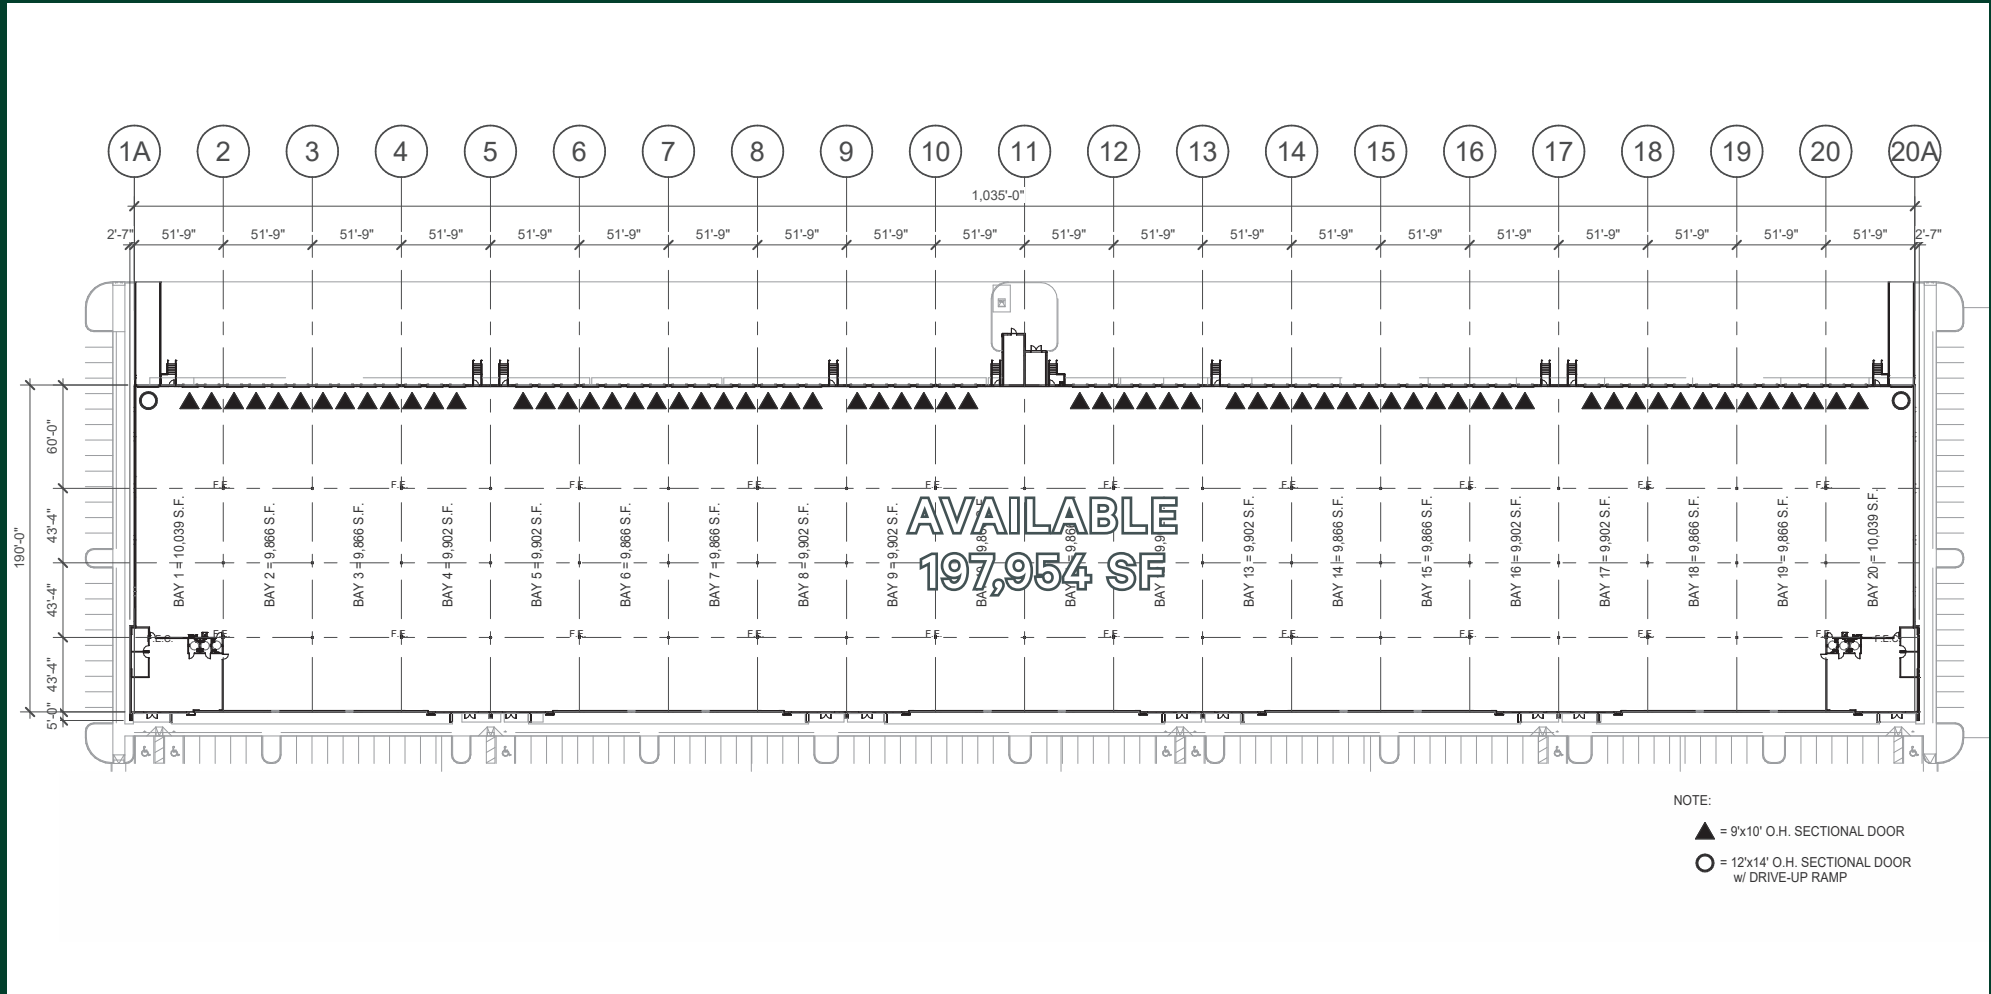 1A 2 3 4 5 6 7 8 9 10 11 12 13 14 15 16 17 18 19 20 20A
1,035'-0"
2'-7" 51'-9" 51'-9" 51'-9" 51'-9" 51'-9" 51'-9" 51'-9" 51'-9" 51'-9" 51'-9" 51'-9" 51'-9" 51'-9" 51'-9" 51'-9" 51'-9" 51'-9" 51'-9" 51'-9" 51'-9" 2'-7"
190'-0"
60'-0"
43'-4"
43'-4"
43'-4"
5'-0"
F.E. F.E. F.E. F.E. F.E. F.E. F.E. F.E. F.E. F.E.
BAY 1 = 10,039 S.F.
BAY 2 = 9,866 S.F.
BAY 3 = 9,866 S.F.
BAY 4 = 9,902 S.F.
BAY 5 = 9,902 S.F.
BAY 6 = 9,866 S.F.
BAY 7 = 9,866 S.F.
BAY 8 = 9,902 S.F.
BAY 9 = 9,902 S.F.
AVAILABLE
197,954 SF
BAY 13 = 9,902 S.F.
BAY 14 = 9,866 S.F.
BAY 15 = 9,866 S.F.
BAY 16 = 9,902 S.F.
BAY 17 = 9,902 S.F.
BAY 18 = 9,866 S.F.
BAY 19 = 9,866 S.F.
BAY 20 = 10,039 S.F.
F.E. F.E. F.E. F.E. F.E. F.E. F.E. F.E. F.E. F.E.
NOTE:
= 9'x10' O.H. SECTIONAL DOOR
= 12'x14' O.H. SECTIONAL DOOR
w/ DRIVE-UP RAMP